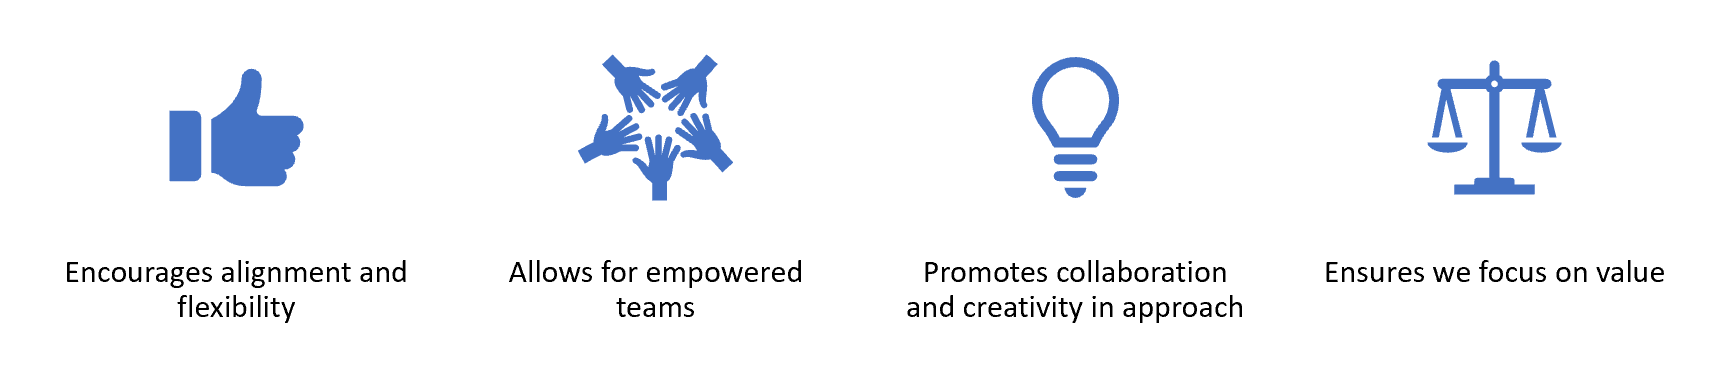 Encourages alignment and
flexibility
Allows for empowered
teams
Promotes collaboration
and creativity in approach
Ensures we focus on value